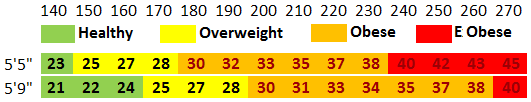 140 150 160 170 180 190 200 210 220 230 240 250 260 270
Healthy Overweight Obese E Obese
5'5" 23 25 27 28 30 32 33 35 37 38 40 42 43 45
5'9" 21 22 24 25 27 28 30 31 33 34 35 37 38 40